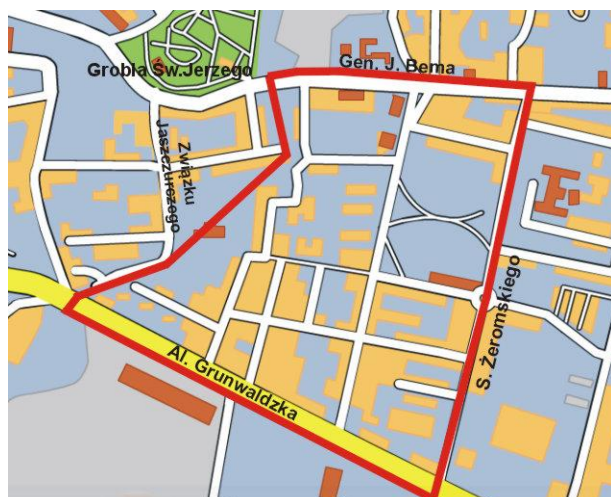 Gen. J. Bema
Grobla Św.Jerzego
Związku
Jaszczurczego
S. Żeromskiego
Al. Grunwaldzka